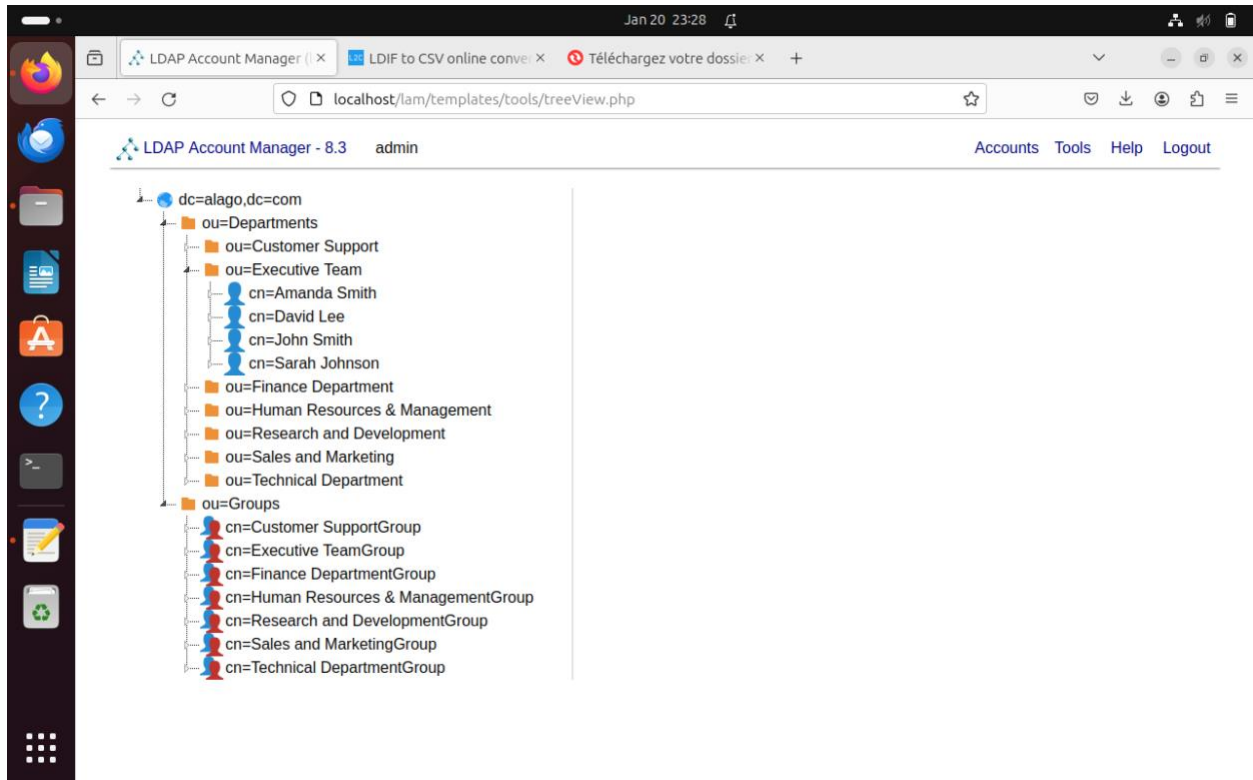 Jan 20 23:28
LDAP Account Manager (
LDIF to CSV online conve
Téléchargez votre dossie
localhost/lam/templates/tools/treeView.php
LDAP Account Manager - 8.3 admin Accounts Tools Help Logout
dc=alago,dc=com
ou=Departments
ou=Customer Support
ou=Executive Team
cn=Amanda Smith
cn=David Lee
cn=John Smith
cn=Sarah Johnson
ou=Finance Department
ou=Human Resources & Management
ou=Research and Development
ou=Sales and Marketing
ou=Technical Department
ou=Groups
cn=Customer SupportGroup
cn=Executive TeamGroup
cn=Finance DepartmentGroup
cn=Human Resources & ManagementGroup
cn=Research and DevelopmentGroup
cn=Sales and MarketingGroup
cn=Technical DepartmentGroup